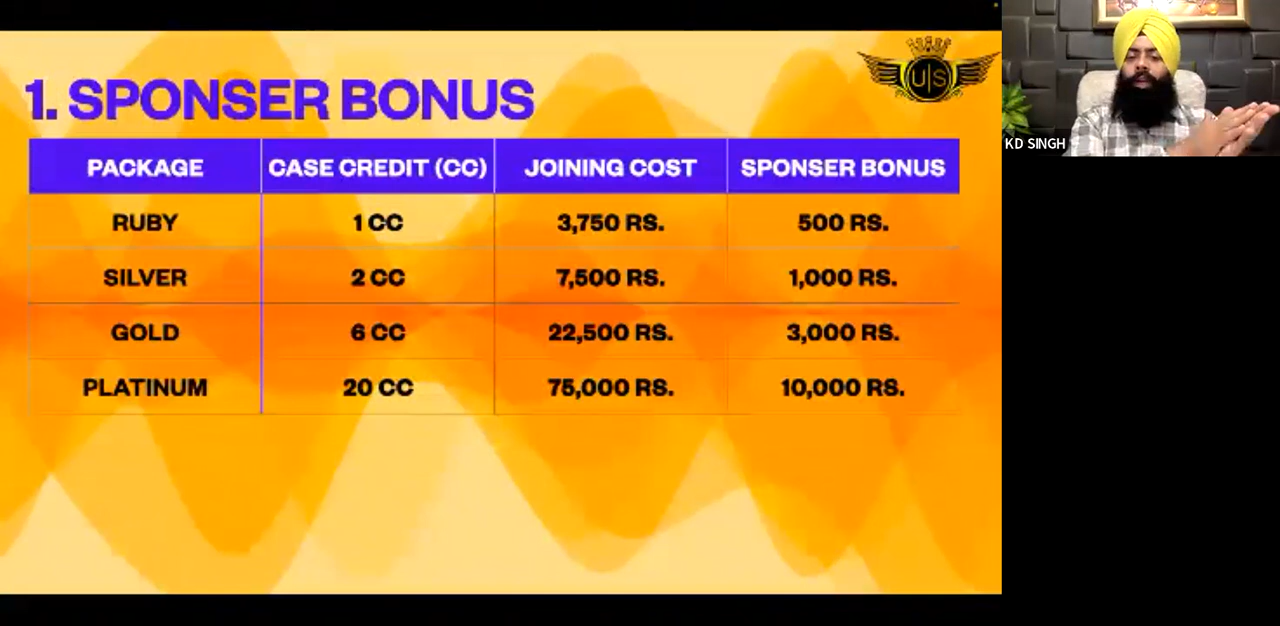 1. SPONSER BONUS
U|S
PACKAGE CASE CREDIT (CC) JOINING COST SPONSER BONUS
RUBY 1 CC 3,750 RS. 500 RS.
SILVER 2 CC 7,500 RS. 1,000 RS.
GOLD 6 CC 22,500 RS. 3,000 RS.
PLATINUM 20 CC 75,000 RS. 10,000 RS.
KD SINGH